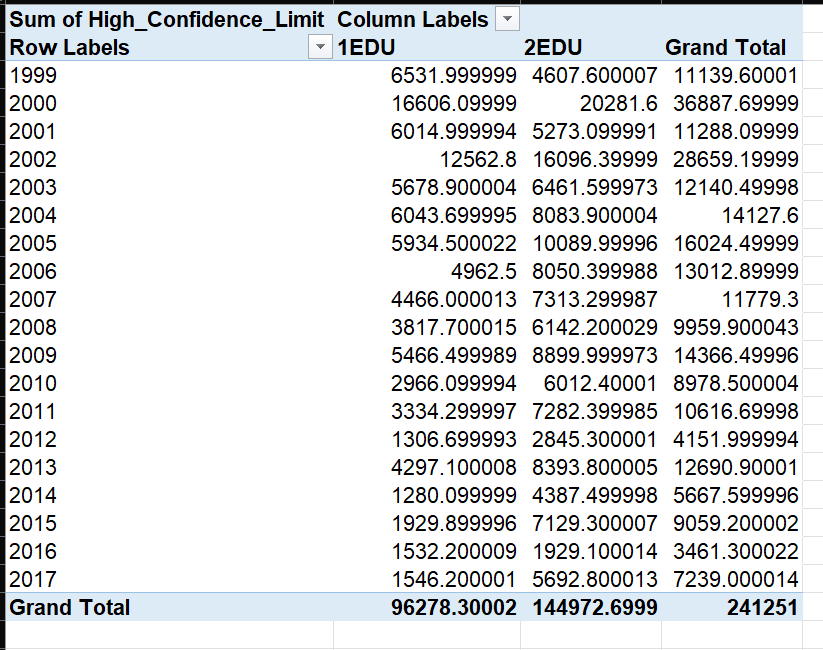 Sum of High_Confidence_Limit Column Labels
Row Labels 1EDU 2EDU Grand Total
1999 6531.999999 4607.600007 11139.60001
2000 16606.09999 20281.6 36887.69999
2001 6014.999994 5273.099991 11288.09999
2002 12562.8 16096.39999 28659.19999
2003 5678.900004 6461.599973 12140.49998
2004 6043.699995 8083.900004 14127.6
2005 5934.500022 10089.99996 16024.49999
2006 4962.5 8050.399988 13012.89999
2007 4466.000013 7313.299987 11779.3
2008 3817.700015 6142.200029 9959.900043
2009 5466.499989 8899.999973 14366.49996
2010 2966.099994 6012.40001 8978.500004
2011 3334.299997 7282.399985 10616.69998
2012 1306.699993 2845.300001 4151.999994
2013 4297.100008 8393.800005 12690.90001
2014 1280.099999 4387.499998 5667.599996
2015 1929.899996 7129.300007 9059.200002
2016 1532.200009 1929.100014 3461.300022
2017 1546.200001 5692.800013 7239.000014
Grand Total 96278.30002 144972.6999 241251